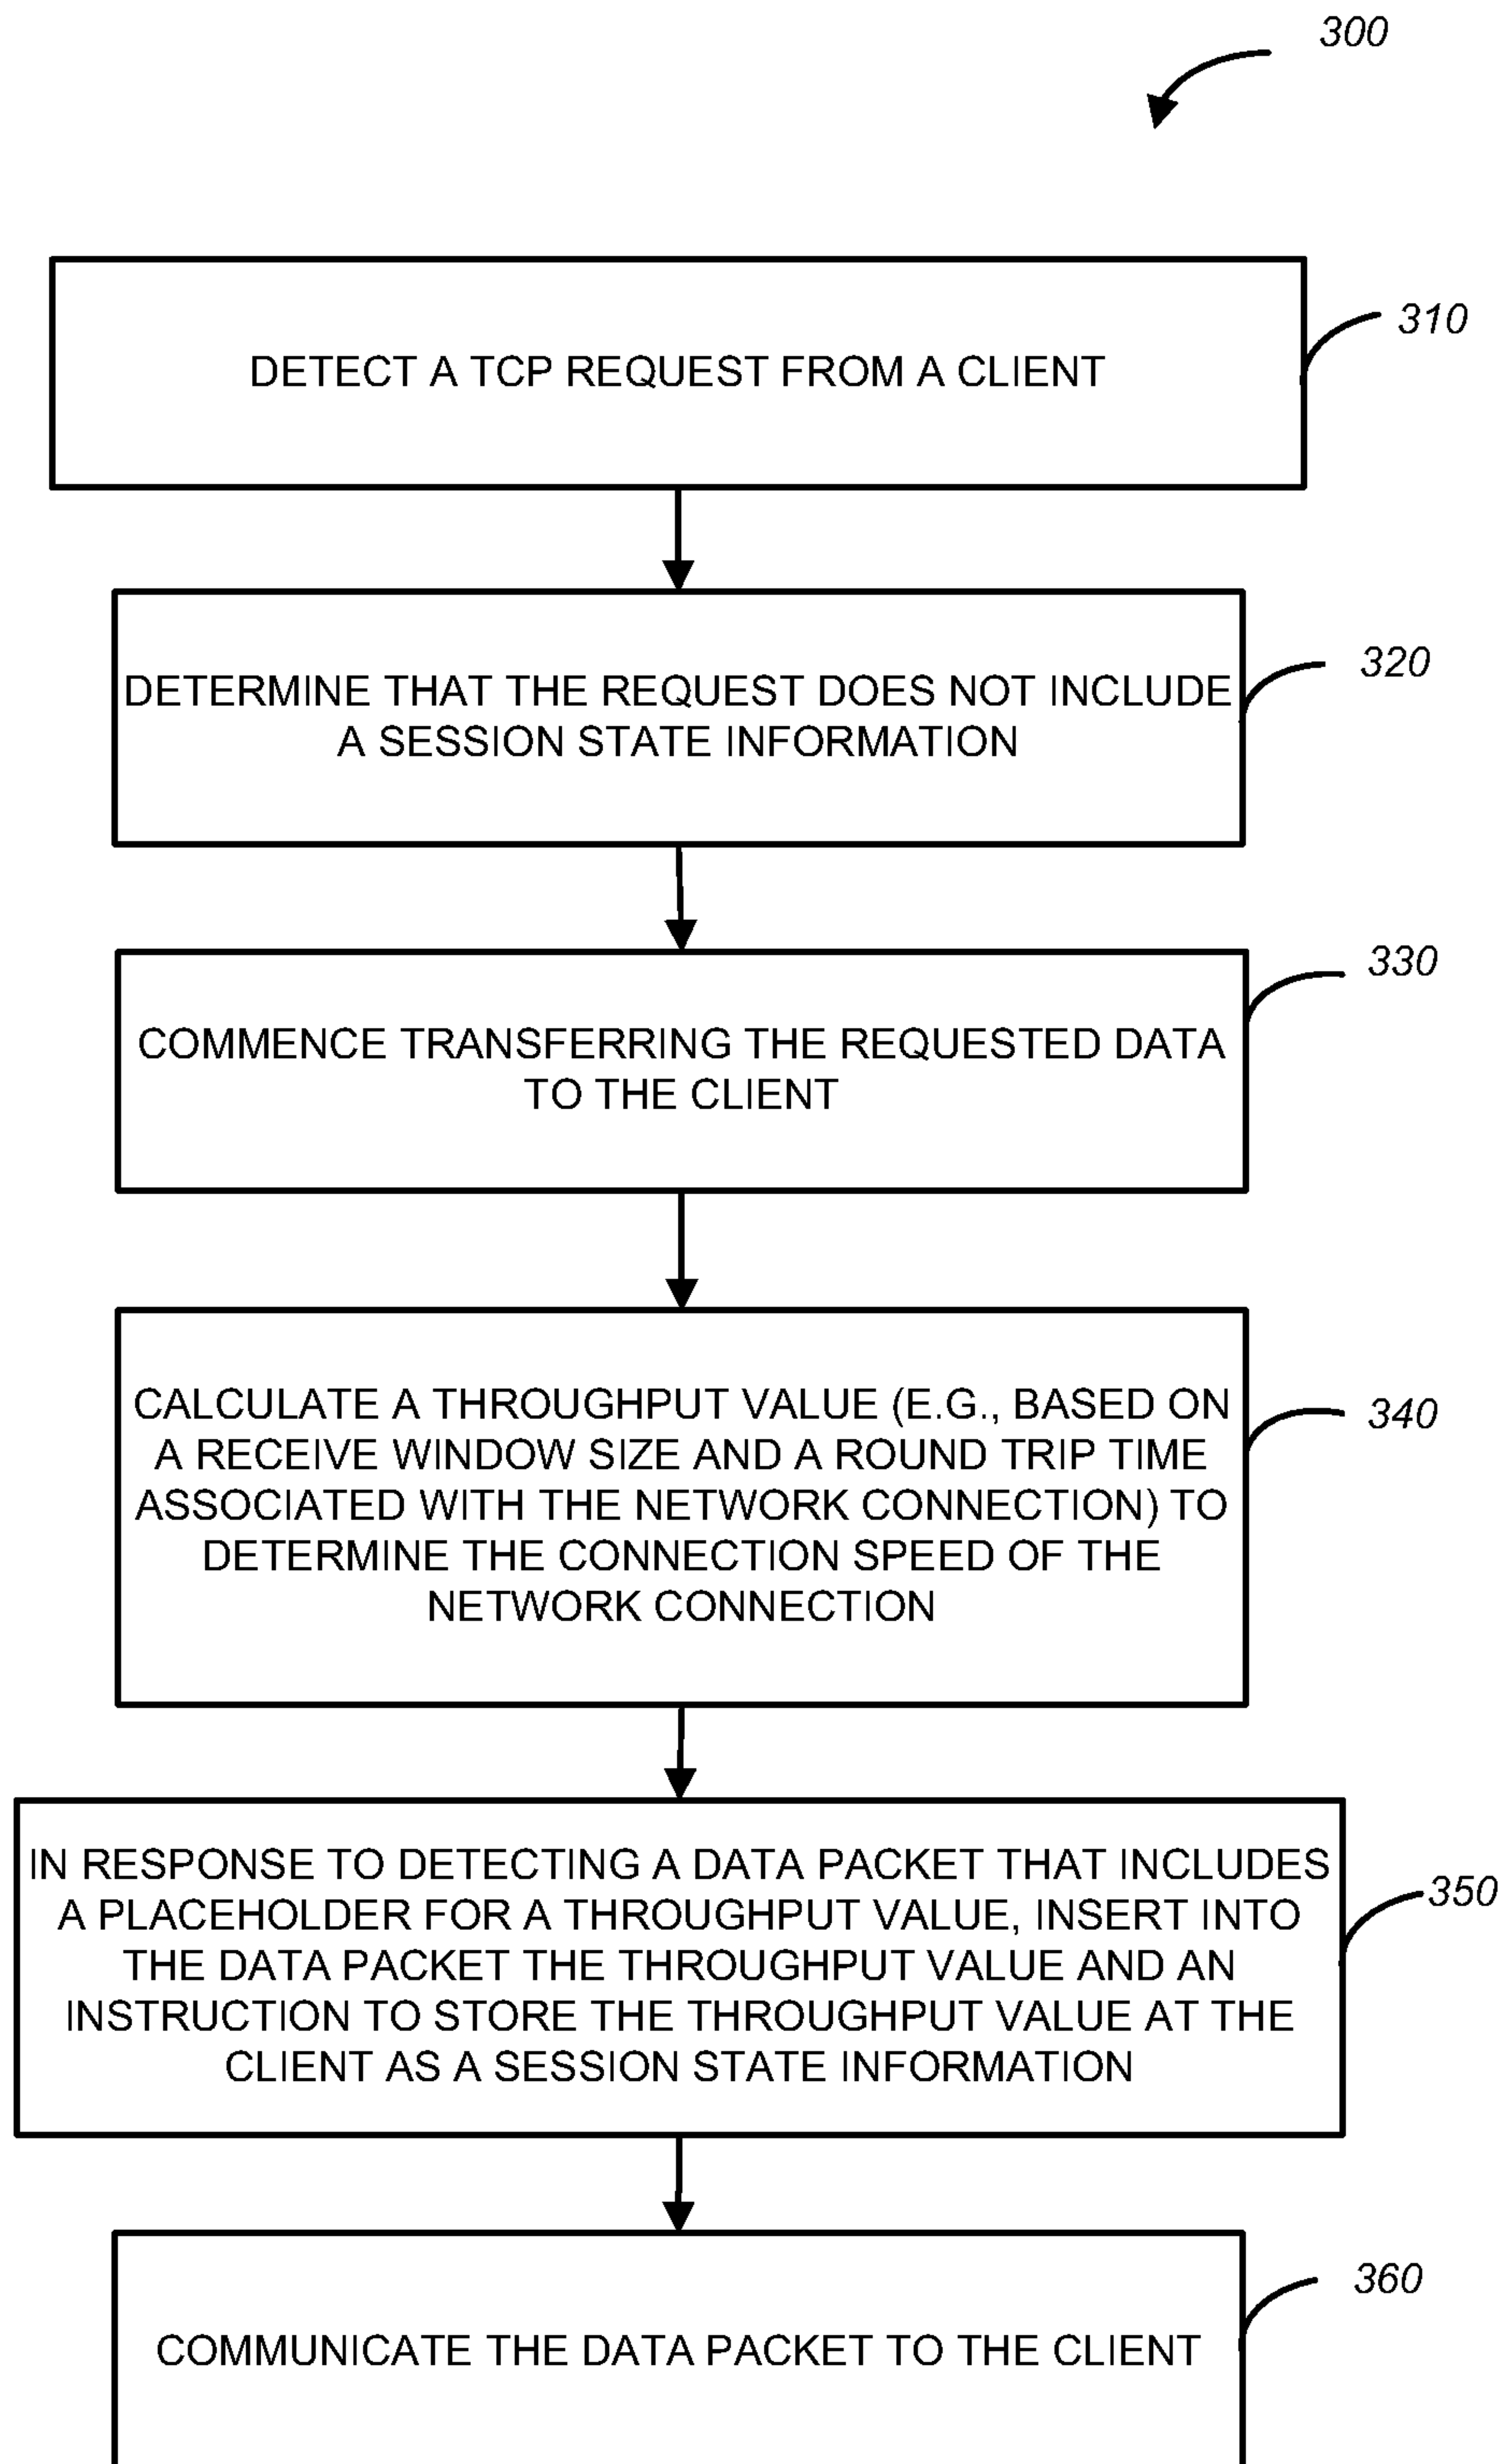 300
DETECT A TCP REQUEST FROM A CLIENT
310
DETERMINE THAT THE REQUEST DOES NOT INCLUDE
A SESSION STATE INFORMATION
320
COMMENCE TRANSFERRING THE REQUESTED DATA
TO THE CLIENT
330
CALCULATE A THROUGHPUT VALUE (E.G., BASED ON
A RECEIVE WINDOW SIZE AND A ROUND TRIP TIME
ASSOCIATED WITH THE NETWORK CONNECTION) TO
DETERMINE THE CONNECTION SPEED OF THE
NETWORK CONNECTION
340
IN RESPONSE TO DETECTING A DATA PACKET THAT INCLUDES
A PLACEHOLDER FOR A THROUGHPUT VALUE, INSERT INTO
THE DATA PACKET THE THROUGHPUT VALUE AND AN
INSTRUCTION TO STORE THE THROUGHPUT VALUE AT THE
CLIENT AS A SESSION STATE INFORMATION
350
COMMUNICATE THE DATA PACKET TO THE CLIENT
360